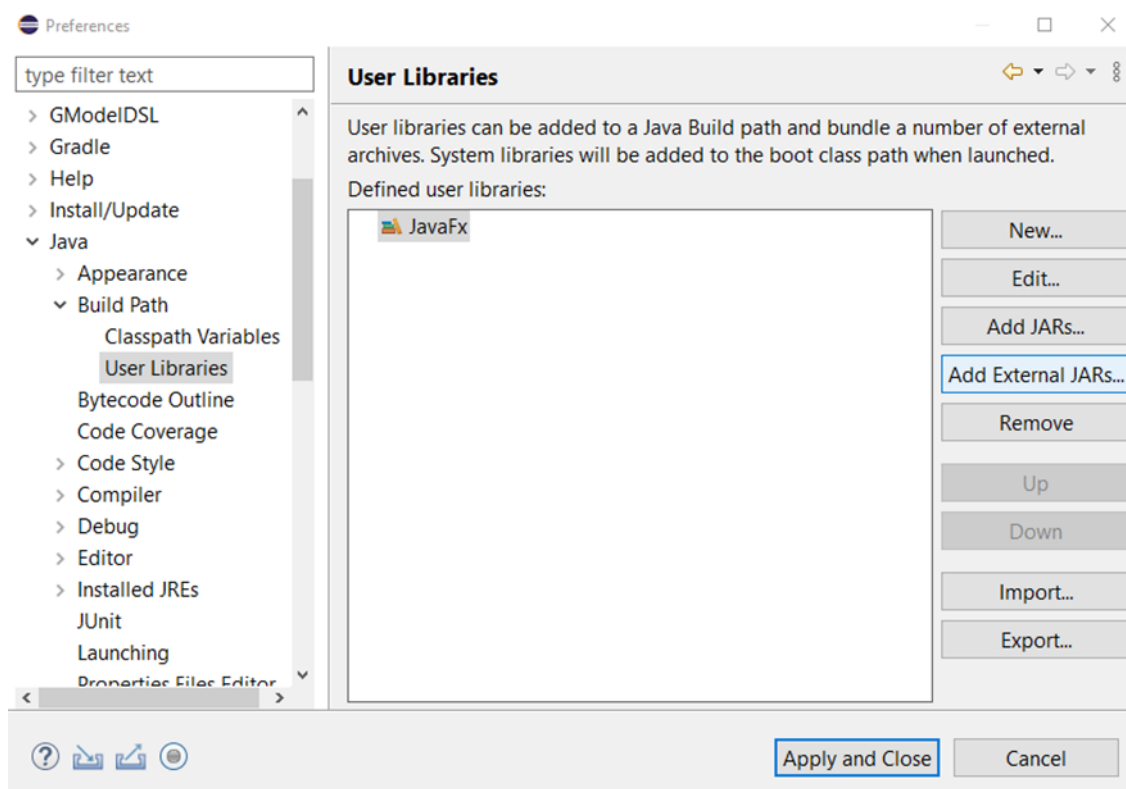 Preferences
type filter text
GModelDSL
Gradle
Help
Install/Update
Java
Appearance
Build Path
Classpath Variables
User Libraries
Bytecode Outline
Code Coverage
Code Style
Compiler
Debug
Editor
Installed JREs
JUnit
Launching
Properties Files Editor
User Libraries
User libraries can be added to a Java Build path and bundle a number of external
archives. System libraries will be added to the boot class path when launched.
Defined user libraries:
JavaFx
New...
Edit...
Add JARs...
Add External JARs...
Remove
Up
Down
Import...
Export...
Apply and Close
Cancel